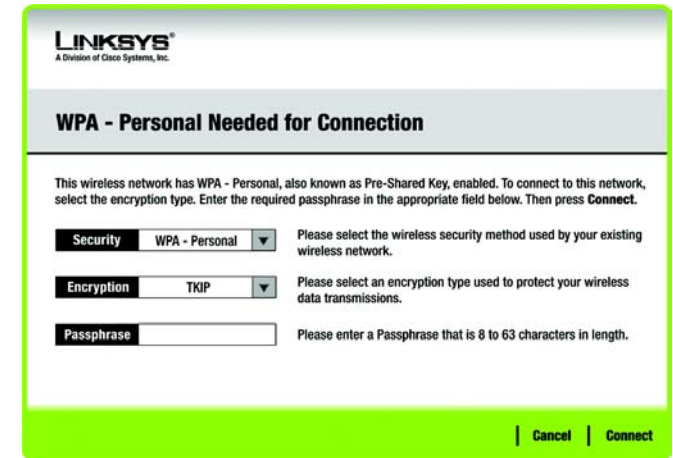 LINKSYS®
A Division of Cisco Systems, Inc.
WPA - Personal Needed for Connection
This wireless network has WPA - Personal, also known as Pre-Shared Key, enabled. To connect to this network,
select the encryption type. Enter the required passphrase in the appropriate field below. Then press Connect.
Security WPA - Personal Please select the wireless security method used by your existing
wireless network.
Encryption TKIP Please select an encryption type used to protect your wireless
data transmissions.
Passphrase Please enter a Passphrase that is 8 to 63 characters in length.
Cancel Connect